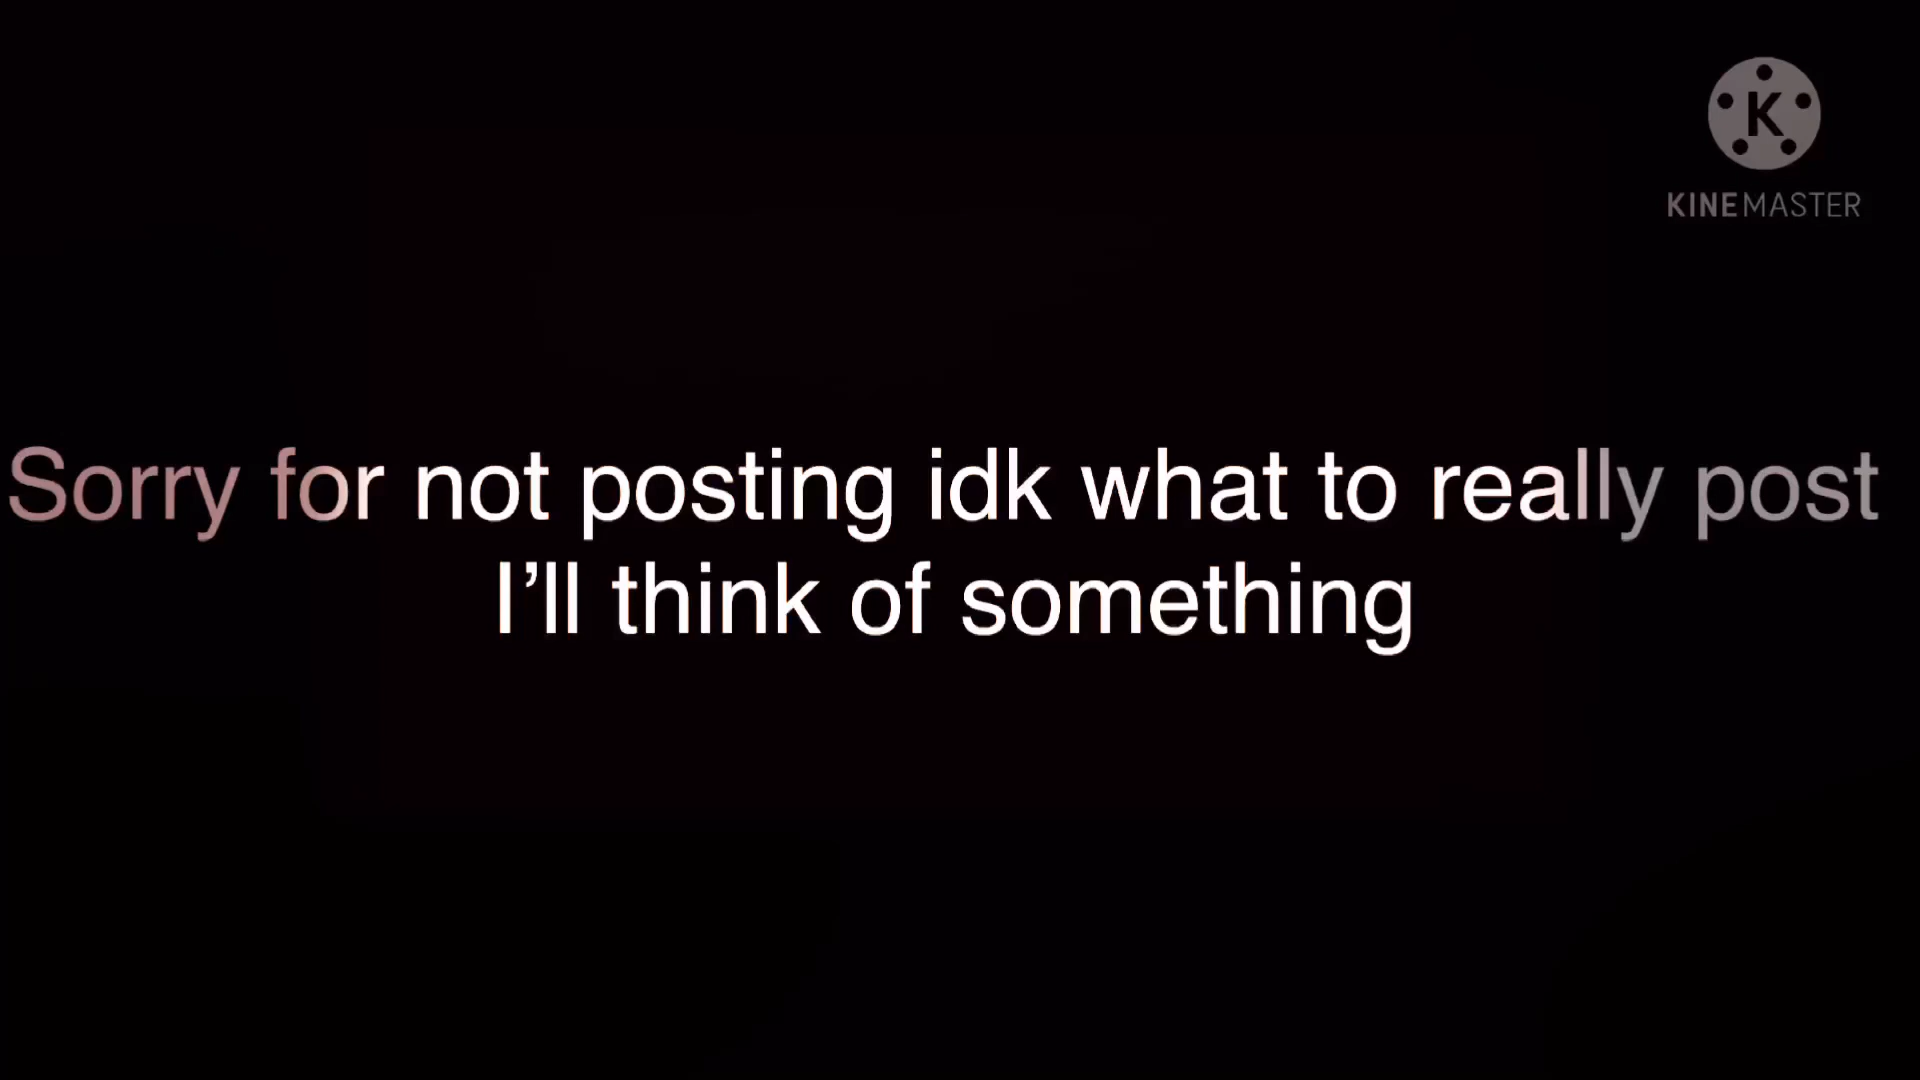 K
KINEMASTER
Sorry for not posting idk what to really post
I’ll think of something